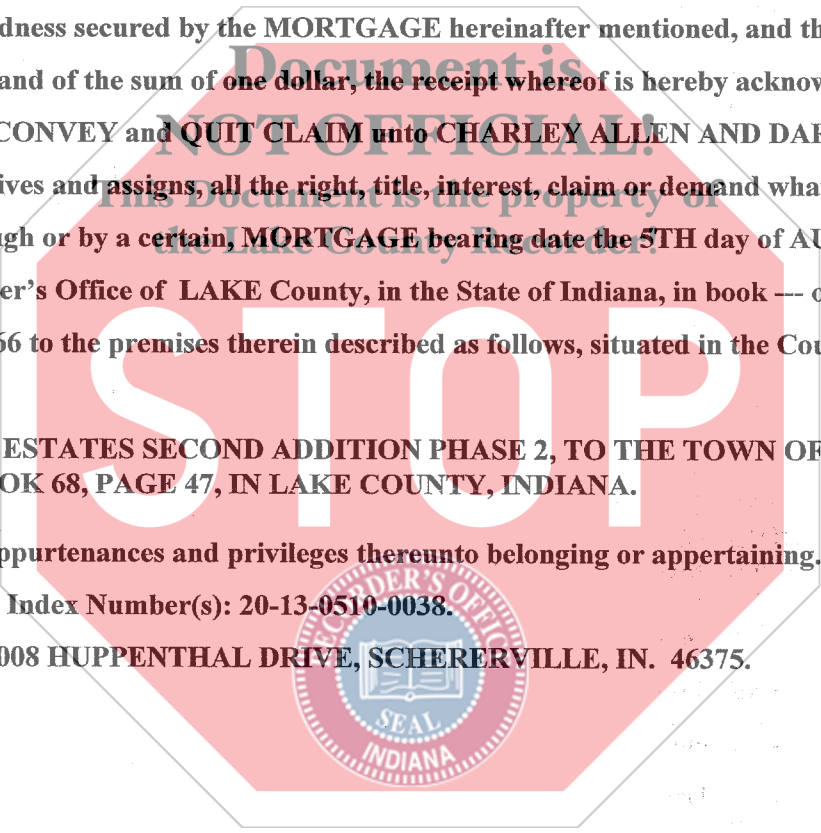 dness secured by the MORTGAGE hereinafter mentioned, and th
Document is
and of the sum of one dollar, the receipt whereof is hereby acknow
CONVEY and QUIT CLAIM unto CHARLEY ALLEN AND DAR
NOT OFFICIAL!
ives and assigns, all the right, title, interest, claim or demand wha
This Document is the property of
ugh or by a certain, MORTGAGE bearing date the 5TH day of AU
the Lake County Recorder!
er's Office of LAKE County, in the State of Indiana, in book --- o
66 to the premises therein described as follows, situated in the Cou
STOP
ESTATES SECOND ADDITION PHASE 2, TO THE TOWN OF
OK 68, PAGE 47, IN LAKE COUNTY, INDIANA.
ppurtenances and privileges thereunto belonging or appertaining.
RECORDER'S OFFICE
Index Number(s): 20-13-0510-0038.
008 HUPPENTHAL DRIVE, SCHERERVILLE, IN. 46375.
SEAL
INDIANA